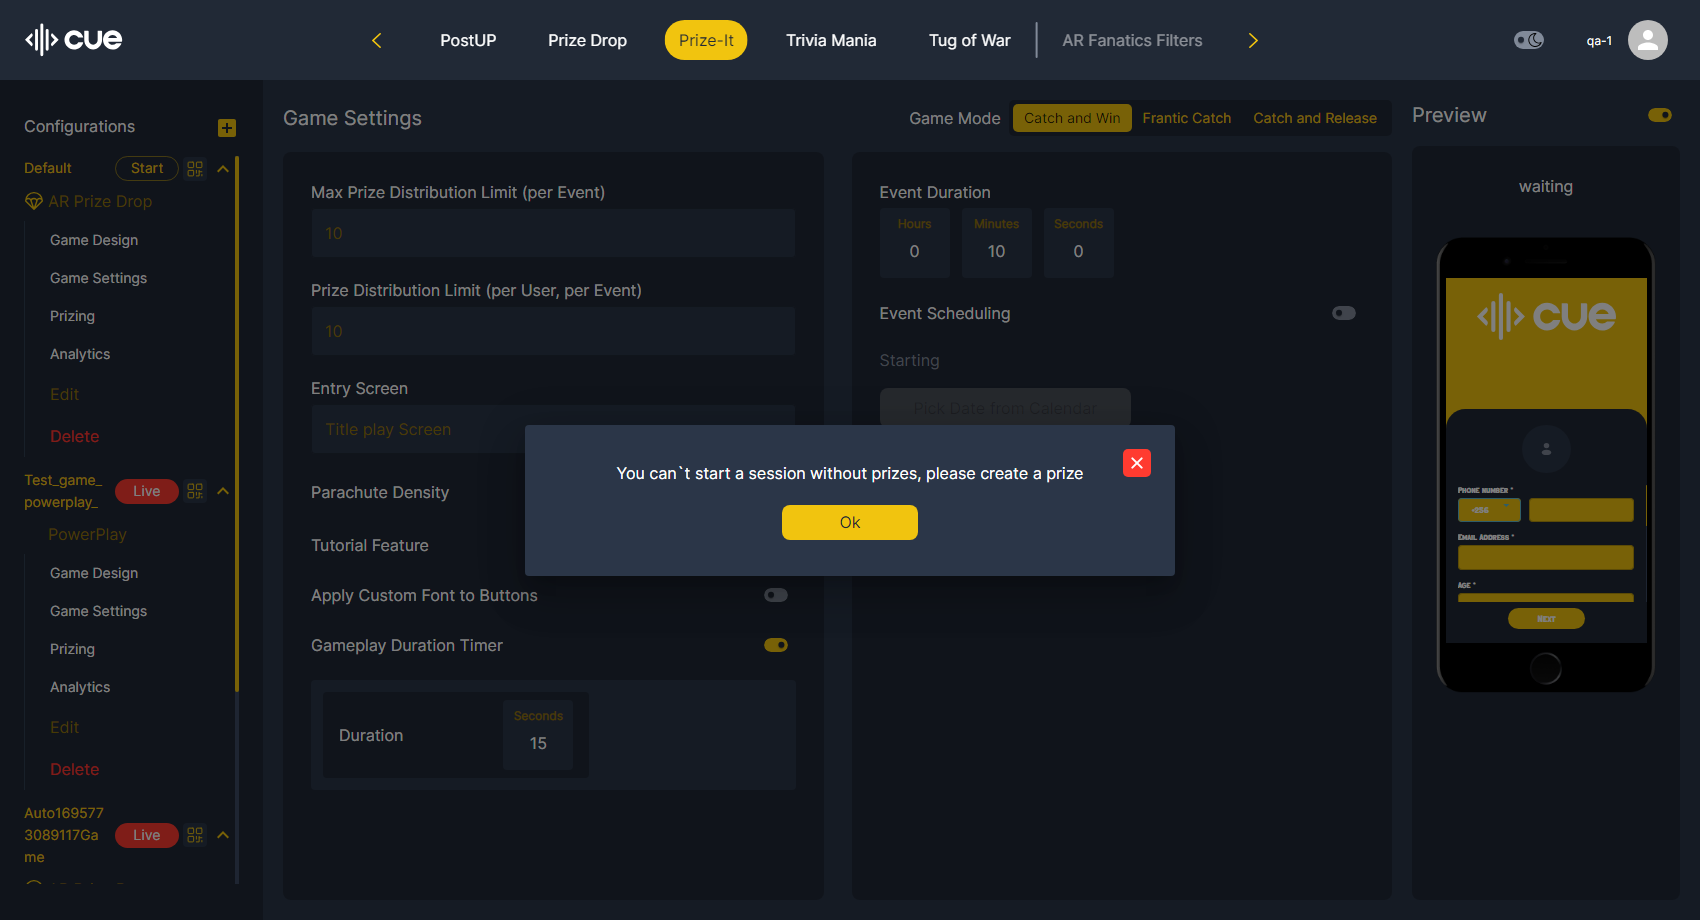 cue
PostUP
Prize Drop
Prize-It
Trivia Mania
Tug of War
AR Fanatics Filters
qa-1
Configurations
Default
Start
AR Prize Drop
Game Design
Game Settings
Prizing
Analytics
Edit
Delete
Test_game_
powerplay_
Live
PowerPlay
Game Design
Game Settings
Prizing
Analytics
Edit
Delete
Auto169577
3089117Ga
me
Live
Game Settings
Game Mode
Catch and Win
Frantic Catch
Catch and Release
Max Prize Distribution Limit (per Event)
10
Prize Distribution Limit (per User, per Event)
10
Entry Screen
Title play Screen
Parachute Density
Tutorial Feature
Apply Custom Font to Buttons
Gameplay Duration Timer
Duration
Seconds
15
Event Duration
Hours
0
Minutes
10
Seconds
0
Event Scheduling
Starting
Pick Date from Calendar
You can`t start a session without prizes, please create a prize
Ok
Preview
waiting
cue
Phone number *
Email Address *
Age *
Next